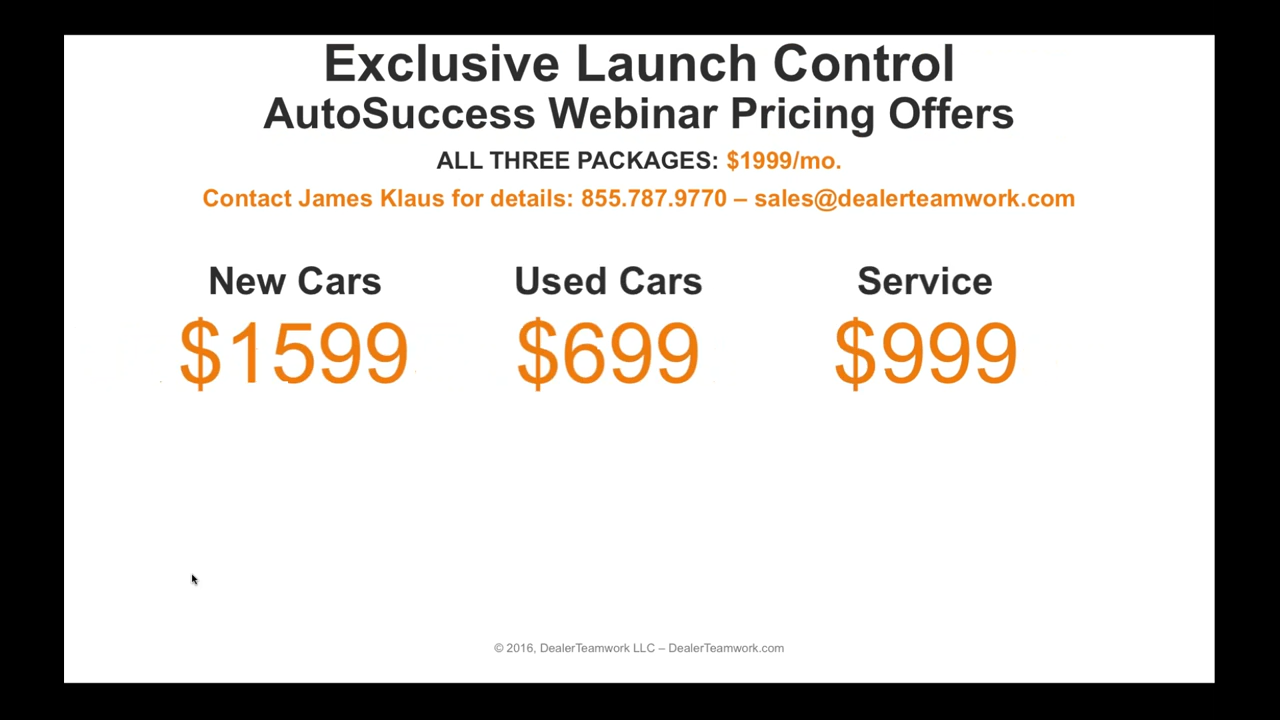 Exclusive Launch Control
AutoSuccess Webinar Pricing Offers
ALL THREE PACKAGES: $1999/mo.
Contact James Klaus for details: 855.787.9770 – sales@dealerteamwork.com
New Cars Used Cars Service
$1599 $699 $999
© 2016, DealerTeamwork LLC – DealerTeamwork.com